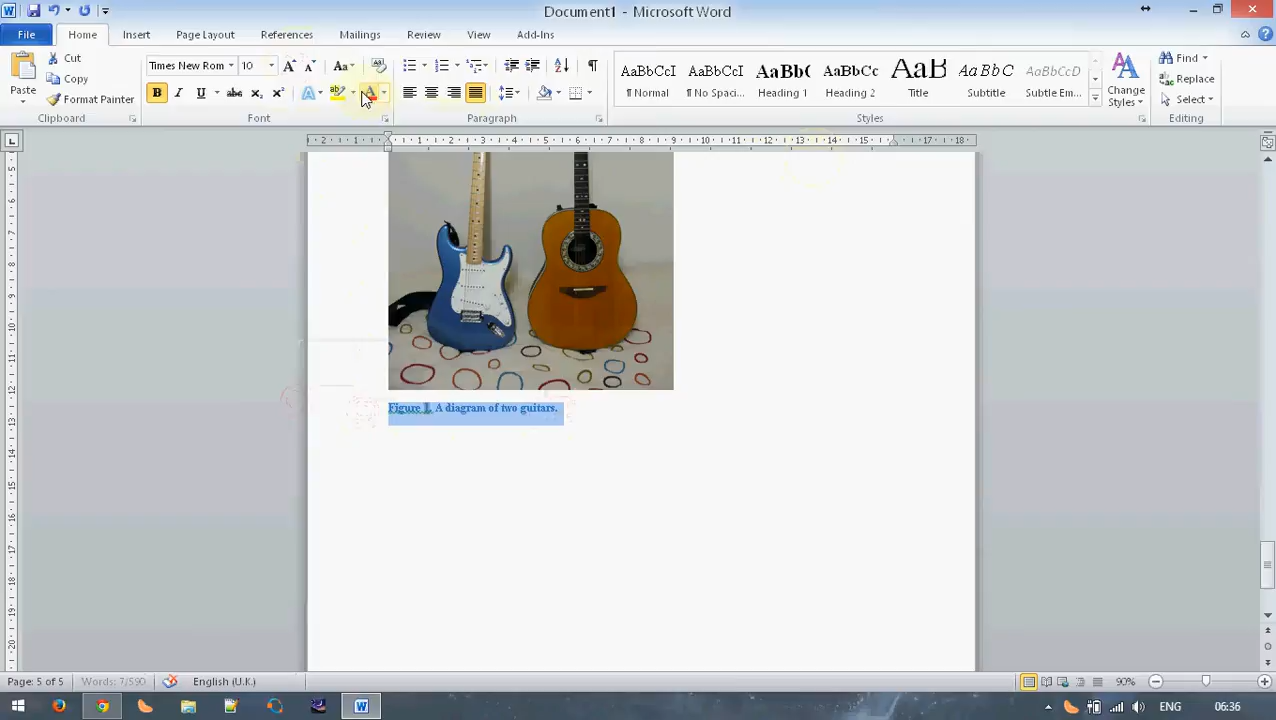 Document1 - Microsoft Word
File Home Insert Page Layout References Mailings Review View Add-Ins
Cut
Copy
Format Painter
Paste
Clipboard
Times New Rom 10
Font
Paragraph
AaBbCcI AaBbCcI AaBb( AaBbC AaB AaBbCc AaBbCcD
¶ Normal ¶ No Spaci... Heading 1 Heading 2 Title Subtitle Subtle Em...
Change Styles
Styles
Find
Replace
Select
Editing
Figure 1. A diagram of two guitars.
Page: 5 of 5 Words: 7/590 English (U.K.) 90%
ENG 06:36